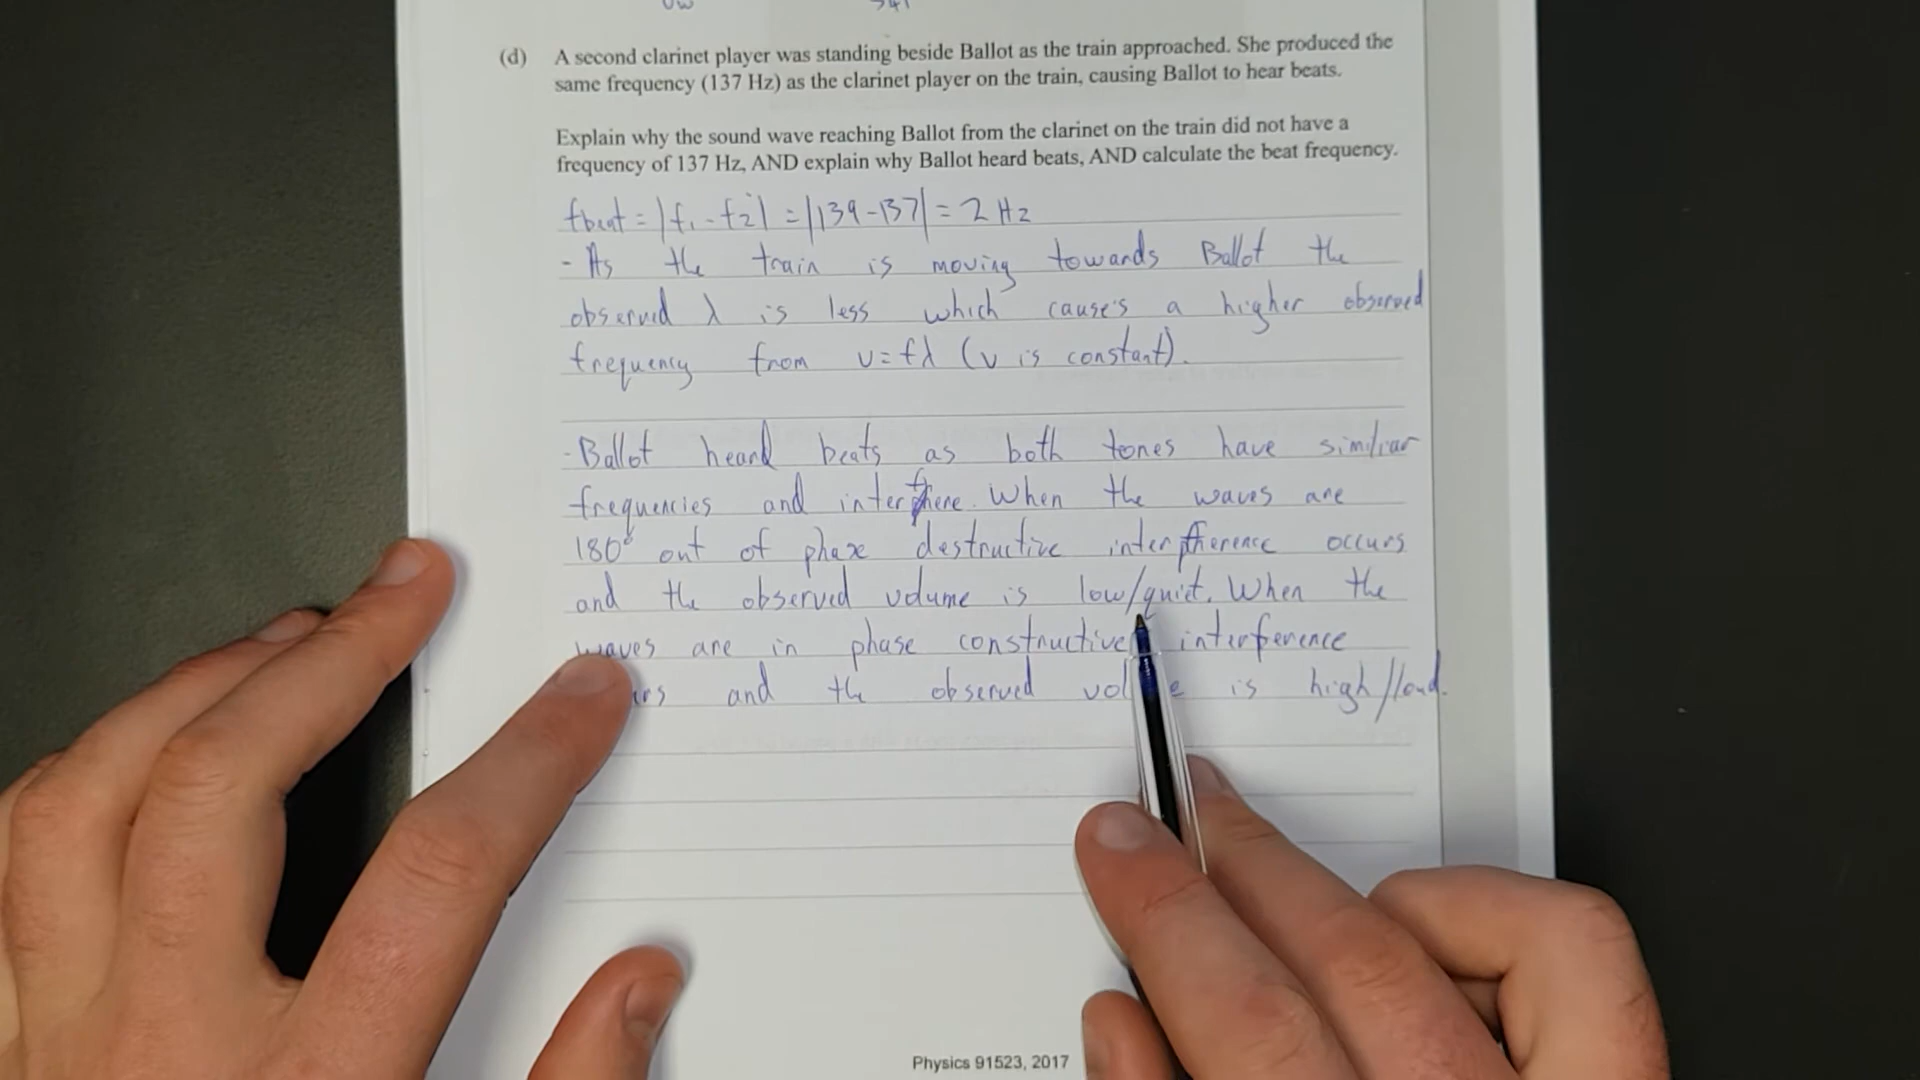 (d) A second clarinet player was standing beside Ballot as the train approached. She produced the
same frequency (137 Hz) as the clarinet player on the train, causing Ballot to hear beats.
Explain why the sound wave reaching Ballot from the clarinet on the train did not have a
frequency of 137 Hz, AND explain why Ballot heard beats, AND calculate the beat frequency.
fbeat = |f₁ - f₂| = |139-137| = 2 Hz
- As the train is moving towards Ballot the
observed λ is less which cause's a higher observed
frequency from v=fλ (v is constant).
- Ballot heard beats as both tones have similiar
frequencies and interfere. When the waves are
180° out of phase destructive interference occurs
and the observed volume is low/quiet. When the
waves are in phase constructive interference
and the observed is high/loud.
Physics 91523, 2017